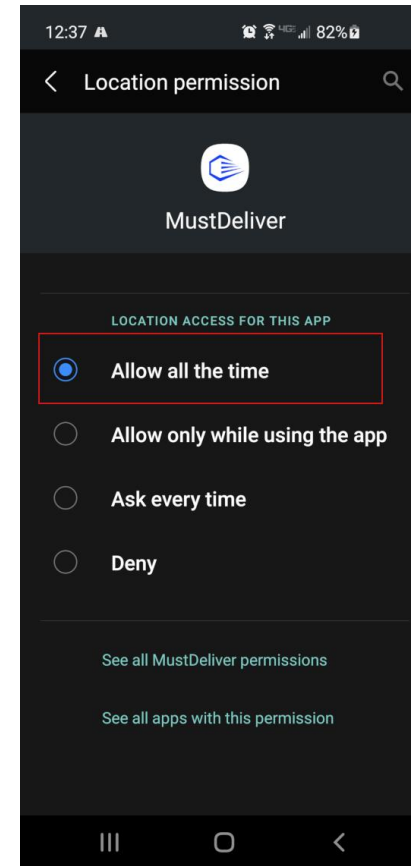 12:37 4GE 82%
Location permission
MustDeliver
LOCATION ACCESS FOR THIS APP
Allow all the time
Allow only while using the app
Ask every time
Deny
See all MustDeliver permissions
See all apps with this permission